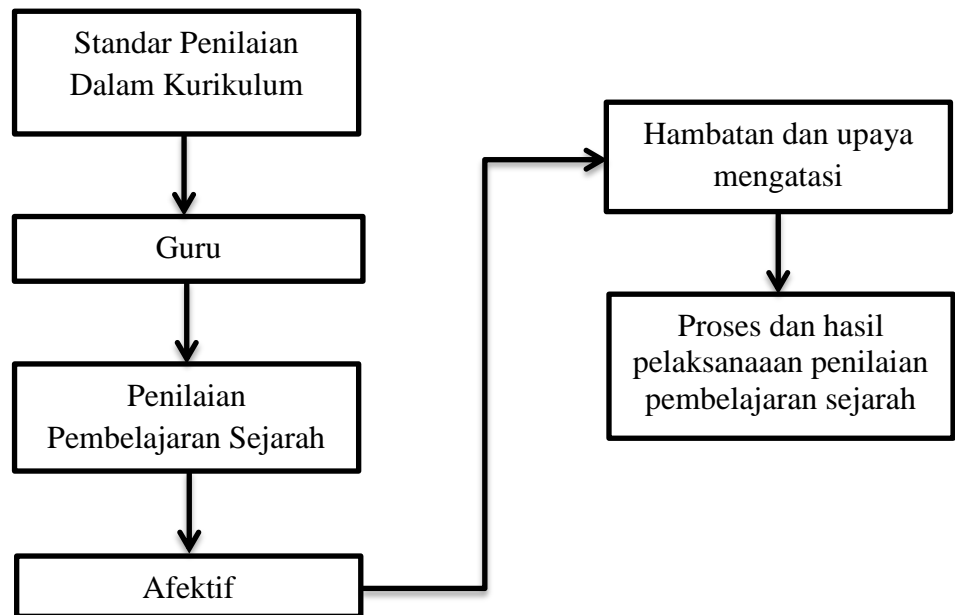 Standar Penilaian
Dalam Kurikulum
Guru
Penilaian
Pembelajaran Sejarah
Afektif
Hambatan dan upaya
mengatasi
Proses dan hasil
pelaksanaaan penilaian
pembelajaran sejarah